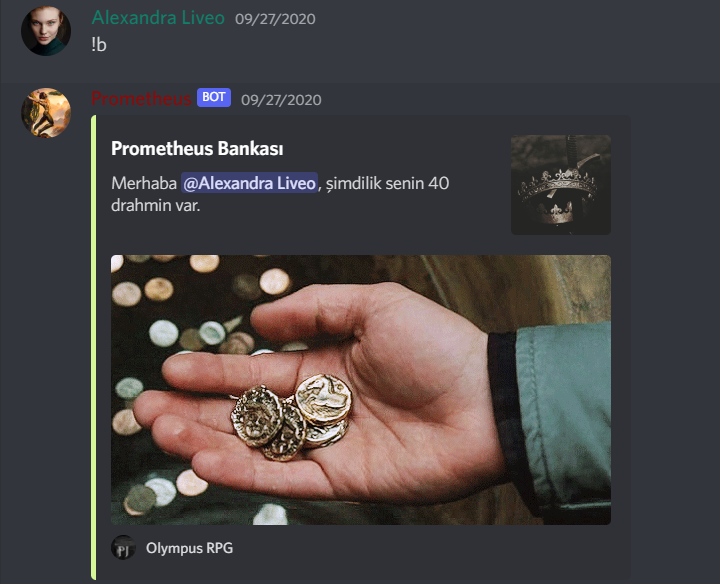 Alexandra Liveo 09/27/2020
!b
Prometheus BOT 09/27/2020
Prometheus Bankası
Merhaba @Alexandra Liveo, şimdilik senin 40
drahmin var.
PJ Olympus RPG